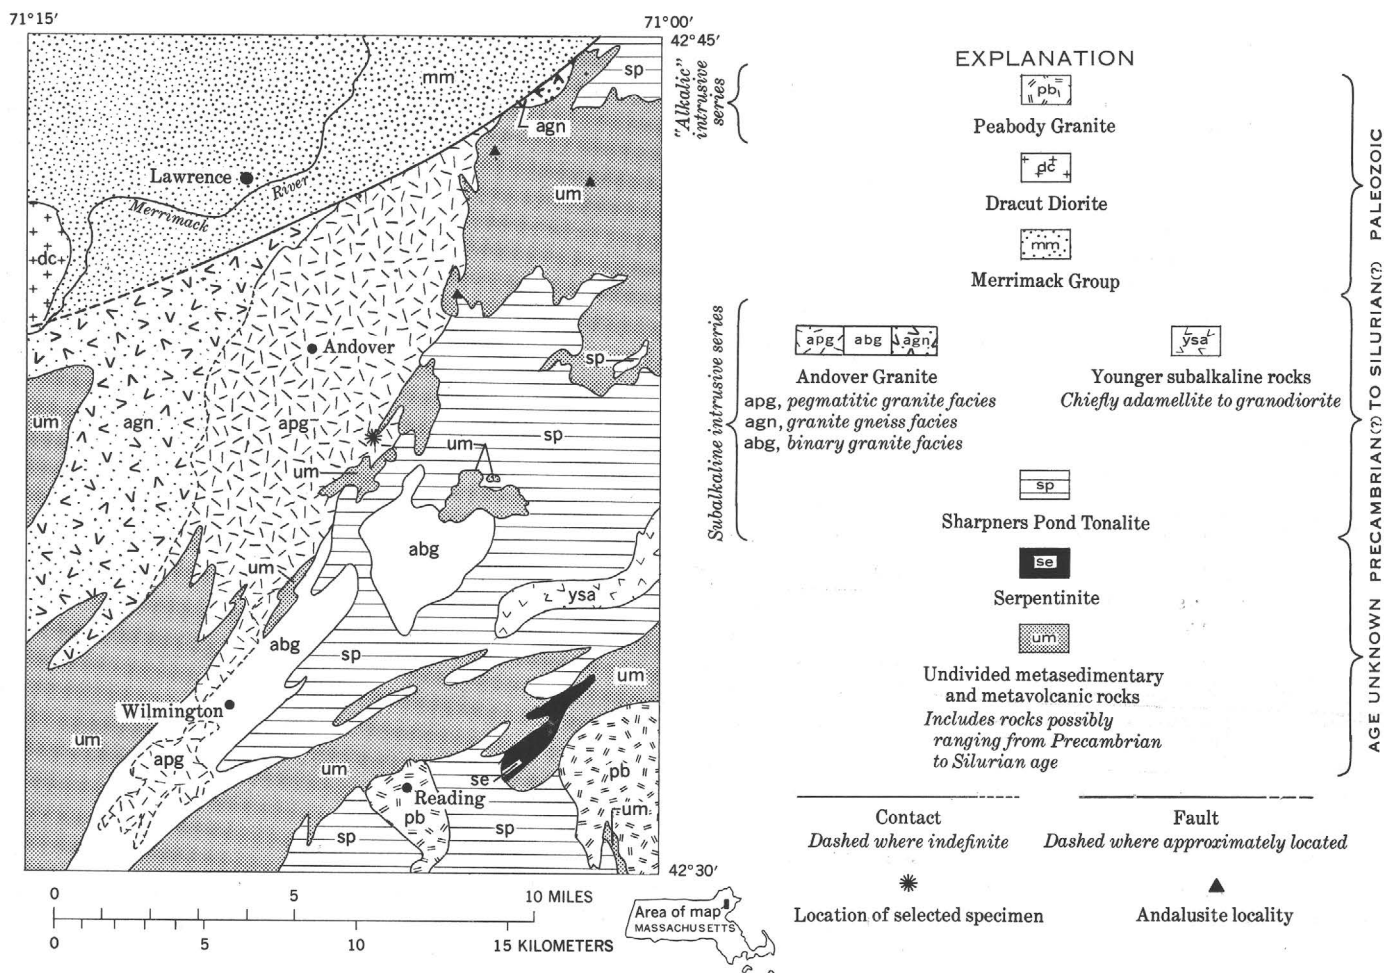 71°15′
71°00′
42°45′
mm
sp
agn
Lawrence
um
Merrimack
River
dc
Andover
sp
um
agn
apg
sp
um
um
abg
um
ysa
abg
sp
um
Wilmington
um
apg
um
se
pb
Reading
pb
um
sp
sp
42°30′
0 5 10 MILES
0 5 10 15 KILOMETERS
Area of map
MASSACHUSETTS
EXPLANATION
"Alkalic"
intrusive
series
pb
Peabody Granite
dc
Dracut Diorite
mm
Merrimack Group
Subalkaline intrusive series
apg abg agn
Andover Granite
apg, pegmatitic granite facies
agn, granite gneiss facies
abg, binary granite facies
ysa
Younger subalkaline rocks
Chiefly adamellite to granodiorite
sp
Sharpners Pond Tonalite
se
Serpentinite
um
Undivided metasedimentary
and metavolcanic rocks
Includes rocks possibly
ranging from Precambrian
to Silurian age
AGE UNKNOWN PRECAMBRIAN(?) TO SILURIAN(?) PALEOZOIC
Contact
Dashed where indefinite
Fault
Dashed where approximately located
Location of selected specimen
Andalusite locality